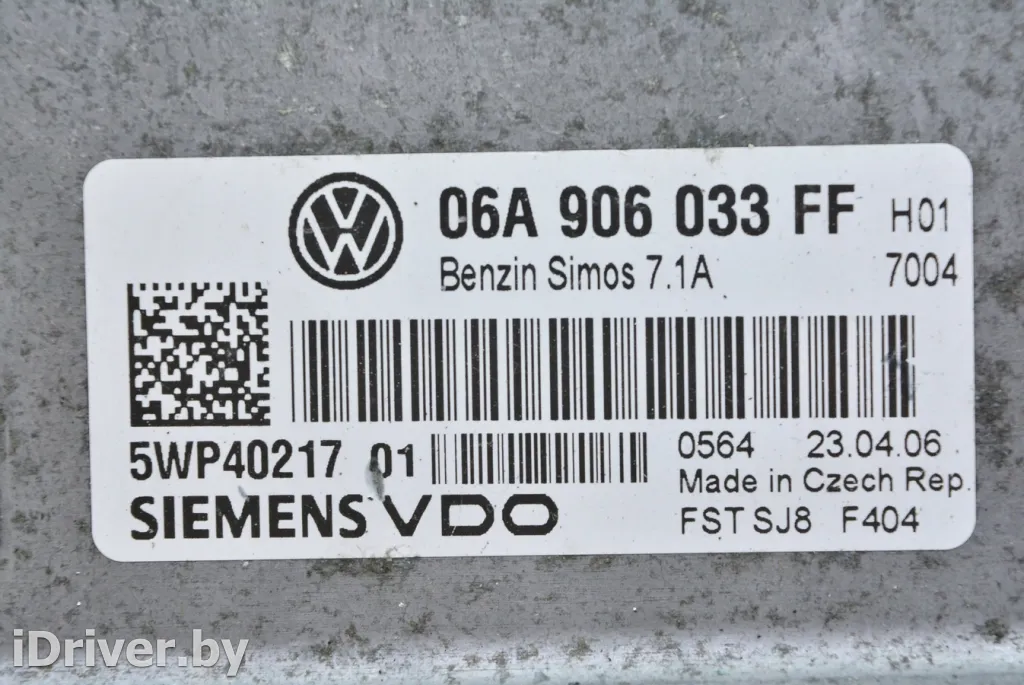 06A 906 033 FF H01
Benzin Simos 7.1A 7004
5WP40217 01 0564 23.04.06
Made in Czech Rep.
SIEMENS VDO FST SJ8 F404
iDriver.by